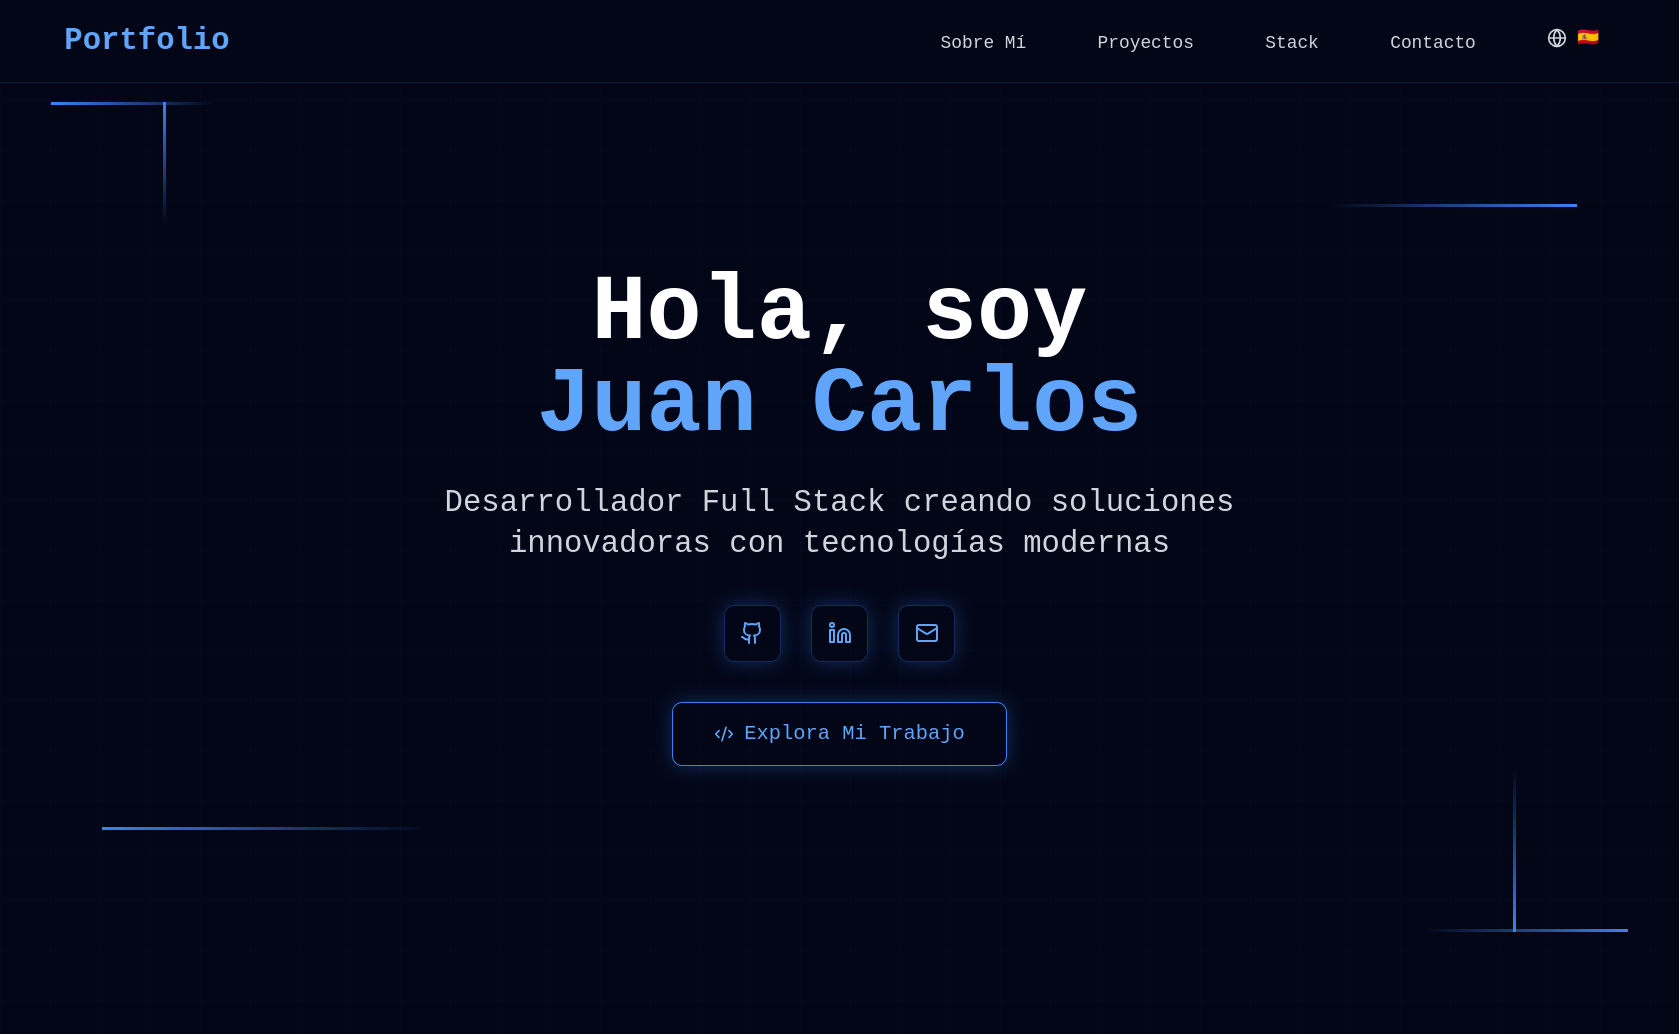 Portfolio
Sobre Mí
Proyectos
Stack
Contacto
Hola, soy
Juan Carlos
Desarrollador Full Stack creando soluciones
innovadoras con tecnologías modernas
Explora Mi Trabajo